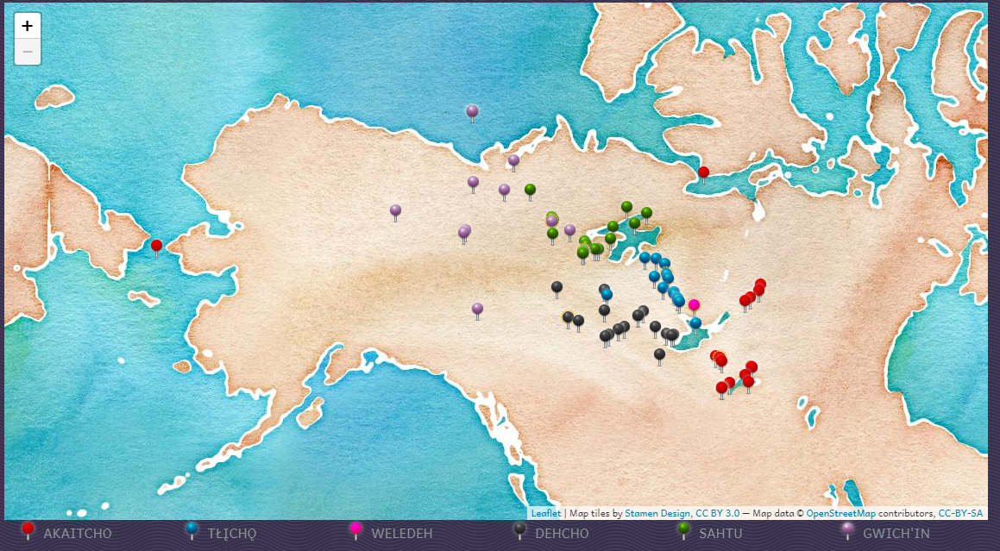 +
−
Leaflet | Map tiles by Stamen Design, CC BY 3.0 — Map data © OpenStreetMap contributors, CC-BY-SA
AKAITCHO TŁĮCHǪ WELEDEH DEHCHO SAHTU GWICH'IN